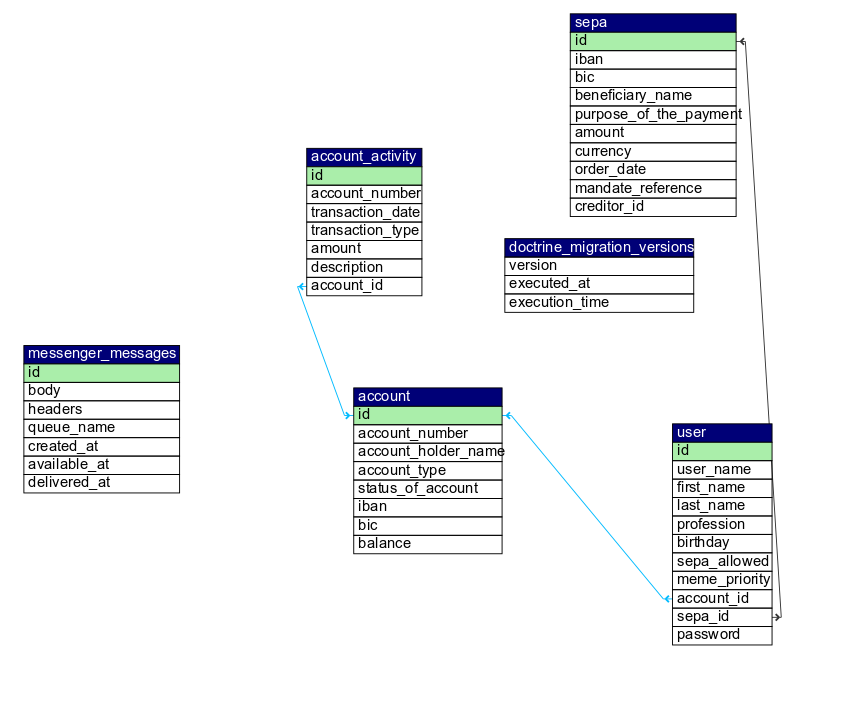 sepa
id
iban
bic
beneficiary_name
purpose_of_the_payment
amount
currency
order_date
mandate_reference
creditor_id
account_activity
id
account_number
transaction_date
transaction_type
amount
description
account_id
doctrine_migration_versions
version
executed_at
execution_time
messenger_messages
id
body
headers
queue_name
created_at
available_at
delivered_at
account
id
account_number
account_holder_name
account_type
status_of_account
iban
bic
balance
user
id
user_name
first_name
last_name
profession
birthday
sepa_allowed
meme_priority
account_id
sepa_id
password